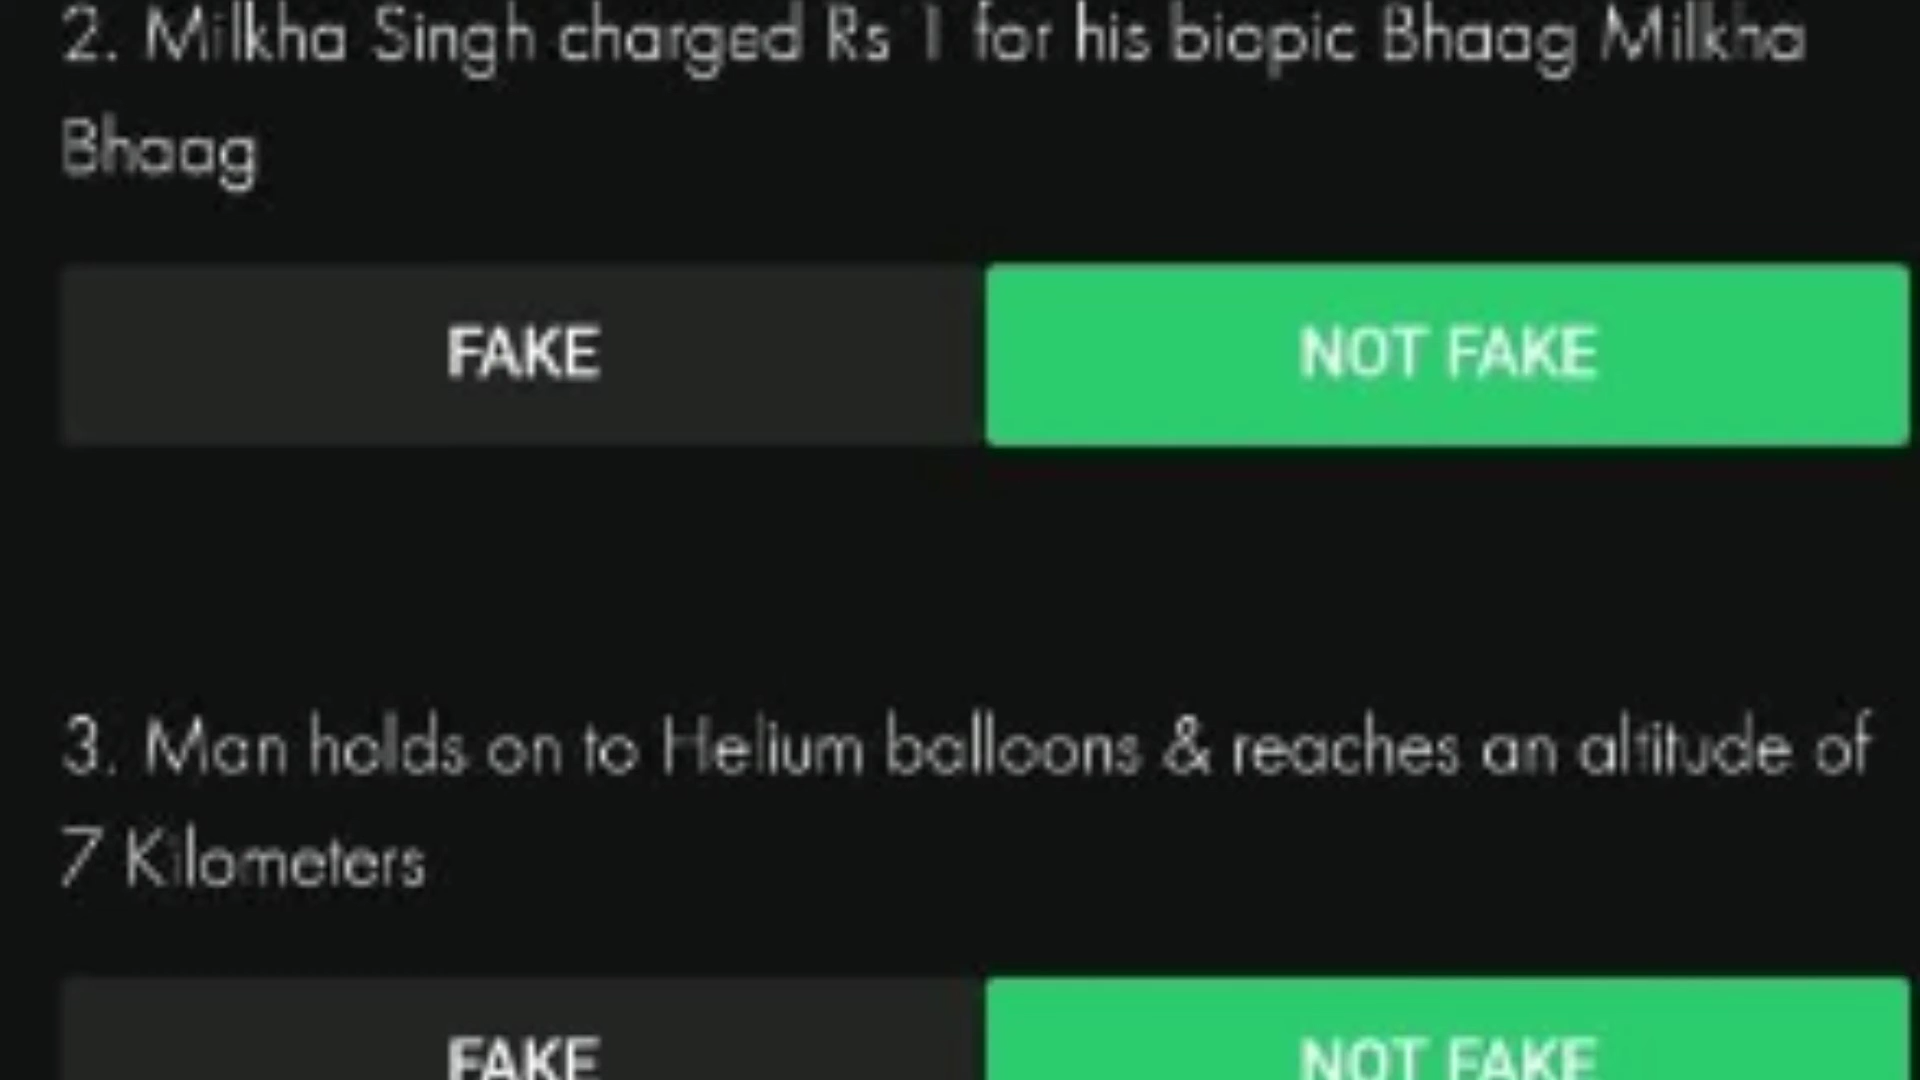 2. Milkha Singh charged Rs 1 for his biopic Bhaag Milkha
Bhaag
FAKE
NOT FAKE
3. Man holds on to Helium balloons & reaches an altitude of
7 Kilometers
FAKE
NOT FAKE